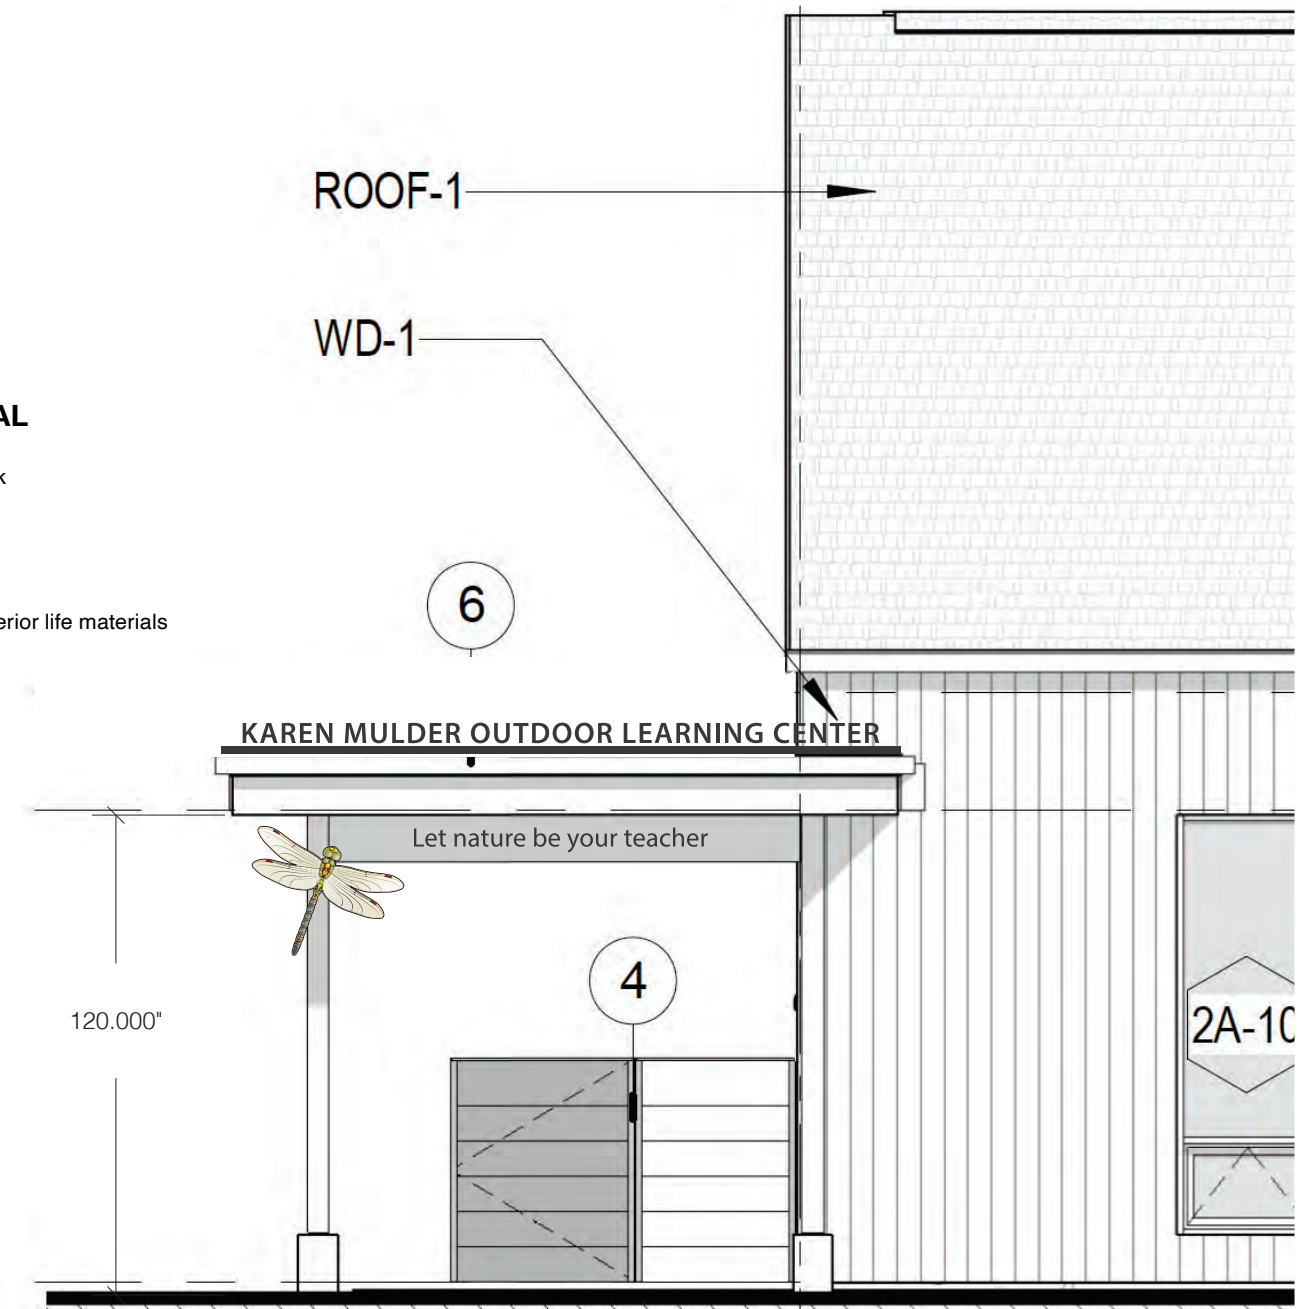 ROOF-1
WD-1
AL
k
6
erior life materials
KAREN MULDER OUTDOOR LEARNING CENTER
Let nature be your teacher
4
120.000"
2A-10